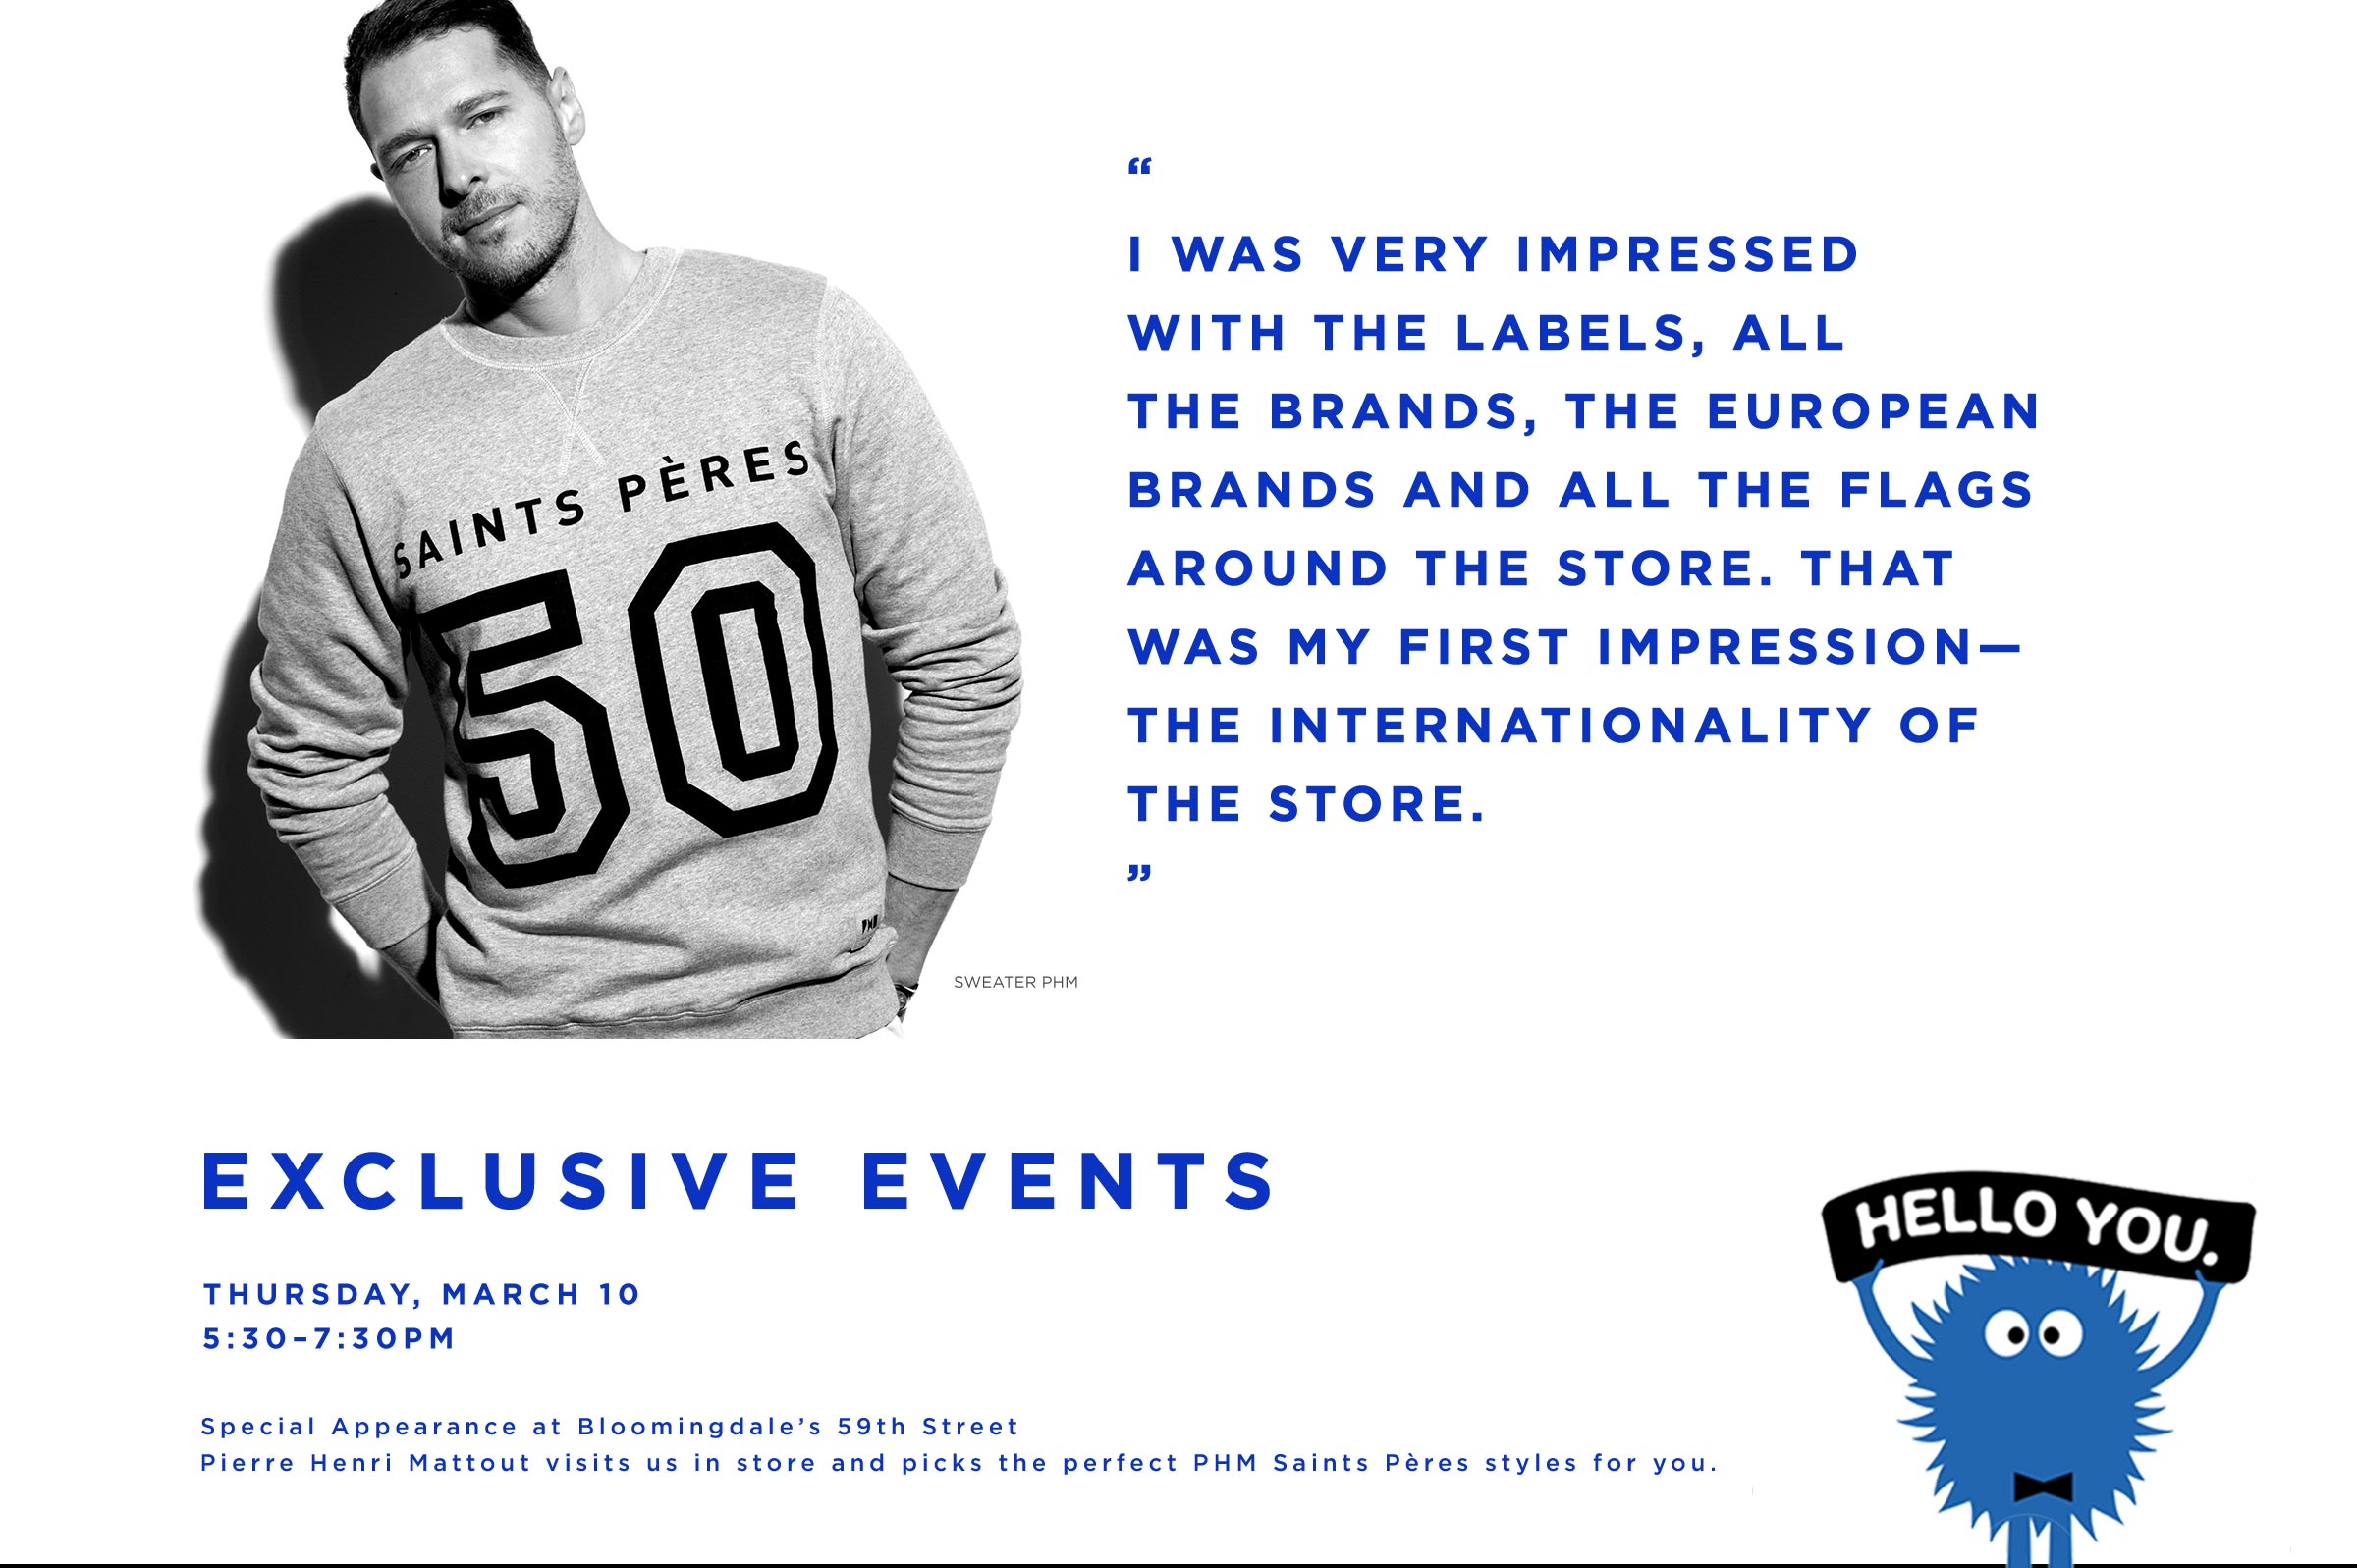 SAINTS PÈRES
50
PHM
SWEATER PHM
“
I WAS VERY IMPRESSED
WITH THE LABELS, ALL
THE BRANDS, THE EUROPEAN
BRANDS AND ALL THE FLAGS
AROUND THE STORE. THAT
WAS MY FIRST IMPRESSION—
THE INTERNATIONALITY OF
THE STORE.
”
EXCLUSIVE EVENTS
THURSDAY, MARCH 10
5:30–7:30PM
Special Appearance at Bloomingdale’s 59th Street
Pierre Henri Mattout visits us in store and picks the perfect PHM Saints Pères styles for you.
HELLO YOU.